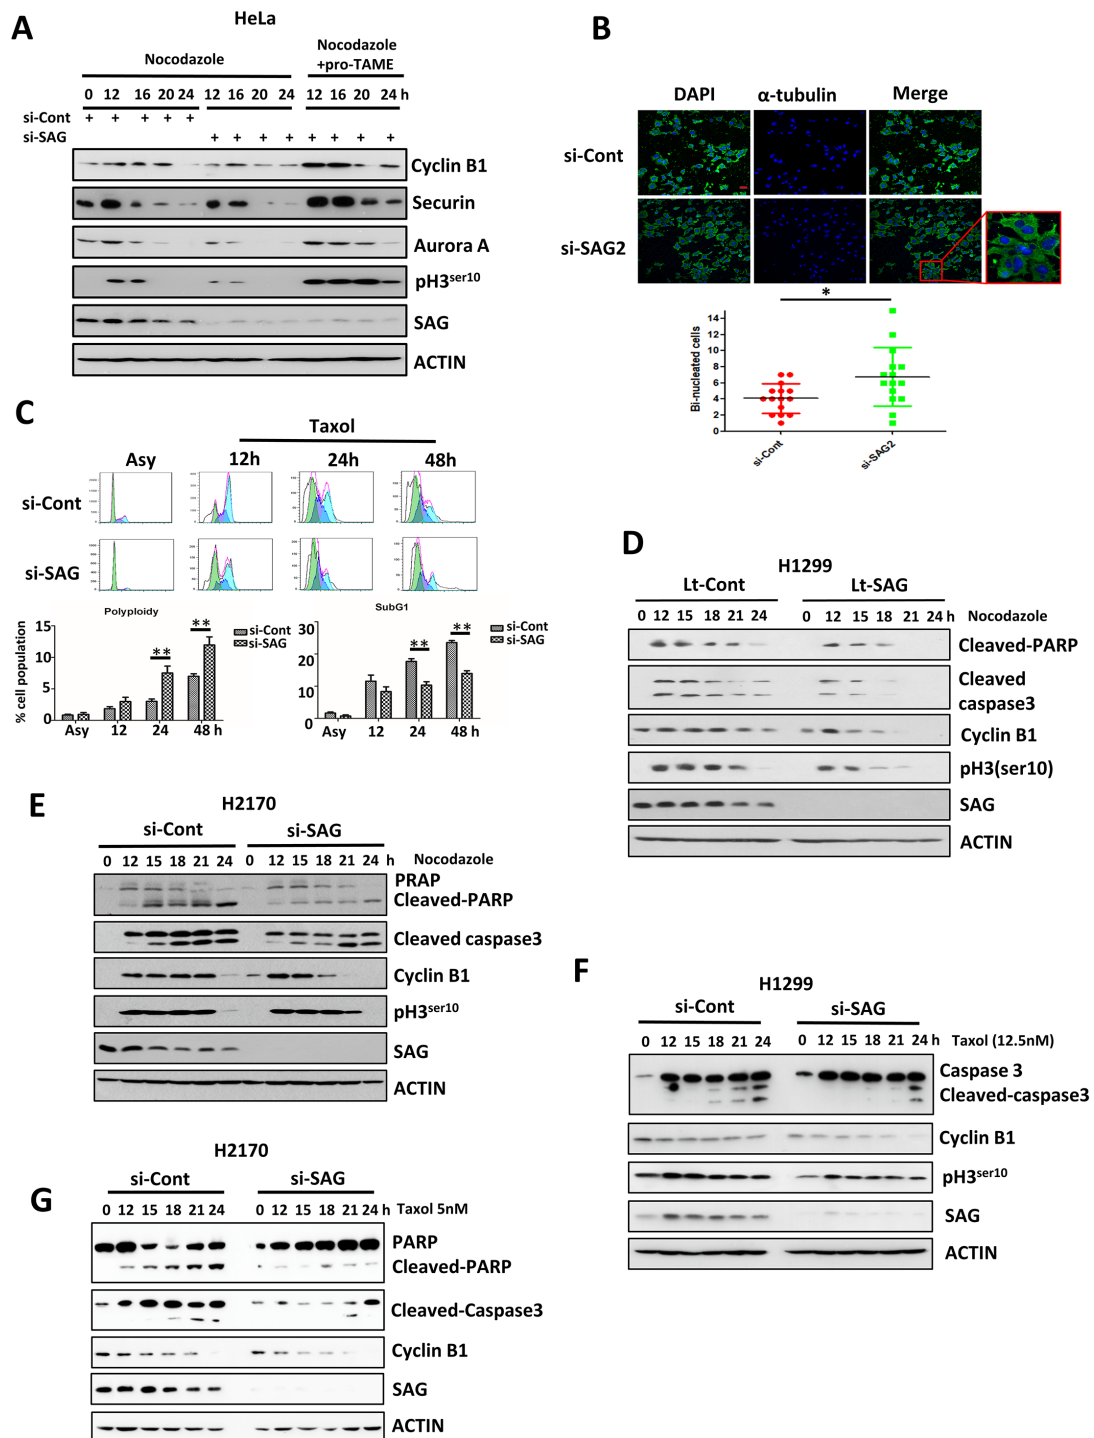 A
HeLa
Nocodazole
Nocodazole
+pro-TAME
0 12 16 20 24 12 16 20 24 12 16 20 24 h
si-Cont + + + + +
si-SAG + + + + + + + +
Cyclin B1
Securin
Aurora A
pH3ser10
SAG
ACTIN
B
DAPI α-tubulin Merge
si-Cont
si-SAG2
*
Bi-nucleated cells
14
12
10
8
6
4
2
0
si-Cont si-SAG2
C
Taxol
Asy 12h 24h 48h
si-Cont
si-SAG
Polyploidy
% cell population
15
10
5
0
si-Cont
si-SAG
** **
Asy 12 24 48 h
SubG1
30
20
10
0
si-Cont
si-SAG
** **
Asy 12 24 48 h
D
H1299
Lt-Cont Lt-SAG
0 12 15 18 21 24 0 12 15 18 21 24 h
Nocodazole
Cleaved-PARP
Cleaved
caspase3
Cyclin B1
pH3(ser10)
SAG
ACTIN
E
H2170
si-Cont si-SAG
0 12 15 18 21 24 0 12 15 18 21 24 h
Nocodazole
PRAP
Cleaved-PARP
Cleaved caspase3
Cyclin B1
pH3ser10
SAG
ACTIN
F
H1299
si-Cont si-SAG
0 12 15 18 21 24 0 12 15 18 21 24 h Taxol (12.5nM)
Caspase 3
Cleaved-caspase3
Cyclin B1
pH3ser10
SAG
ACTIN
G
H2170
si-Cont si-SAG
0 12 15 18 21 24 0 12 15 18 21 24 h Taxol 5nM
PARP
Cleaved-PARP
Cleaved-Caspase3
Cyclin B1
SAG
ACTIN